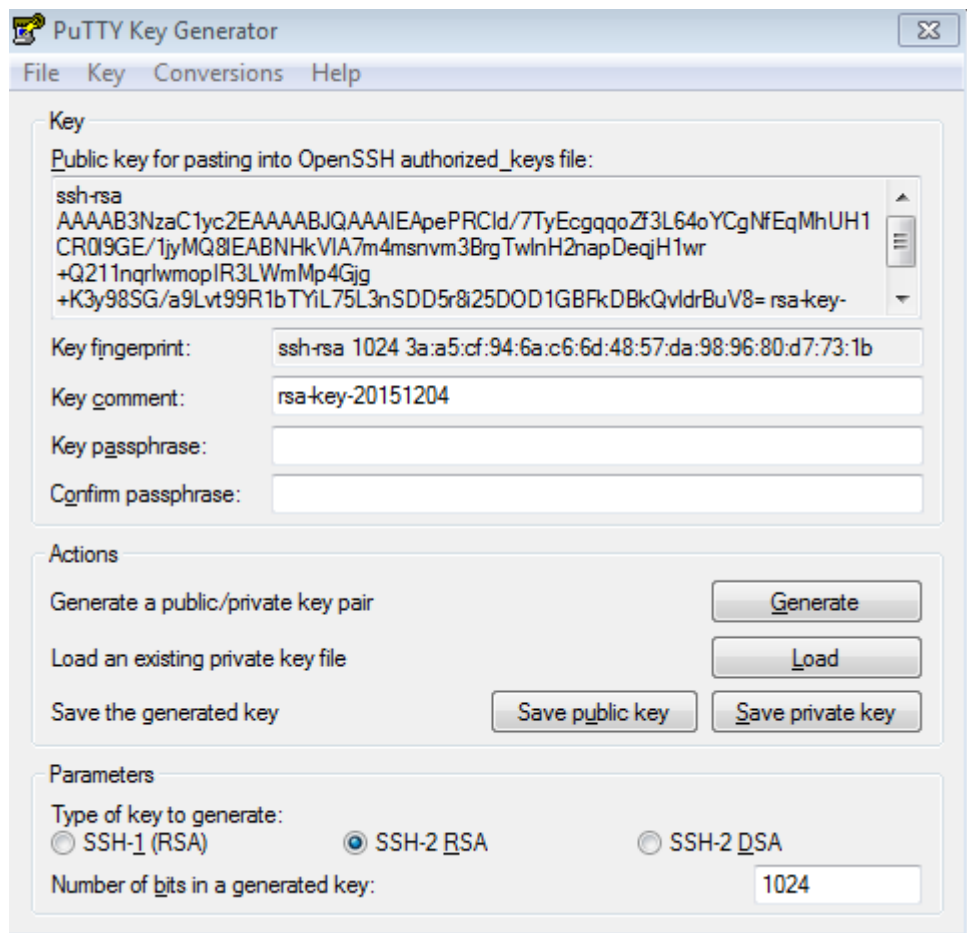 PuTTY Key Generator
File Key Conversions Help
Key
Public key for pasting into OpenSSH authorized_keys file:
ssh-rsa
AAAAB3NzaC1yc2EAAAABJQAAAIEApePRCld/7TyEcgqqoZf3L64oYCgNfEqMhUH1
CR0I9GE/1jyMQ8lEABNHkVIA7m4msnvm3BrgTwlnH2napDeqjH1wr
+Q211nqrlwmopIR3LWmMp4Gjg
+K3y98SG/a9Lvt99R1bTYiL75L3nSDD5r8i25DOD1GBFkDBkQvldrBuV8= rsa-key-
Key fingerprint: ssh-rsa 1024 3a:a5:cf:94:6a:c6:6d:48:57:da:98:96:80:d7:73:1b
Key comment: rsa-key-20151204
Key passphrase:
Confirm passphrase:
Actions
Generate a public/private key pair Generate
Load an existing private key file Load
Save the generated key Save public key Save private key
Parameters
Type of key to generate:
SSH-1 (RSA) SSH-2 RSA SSH-2 DSA
Number of bits in a generated key: 1024